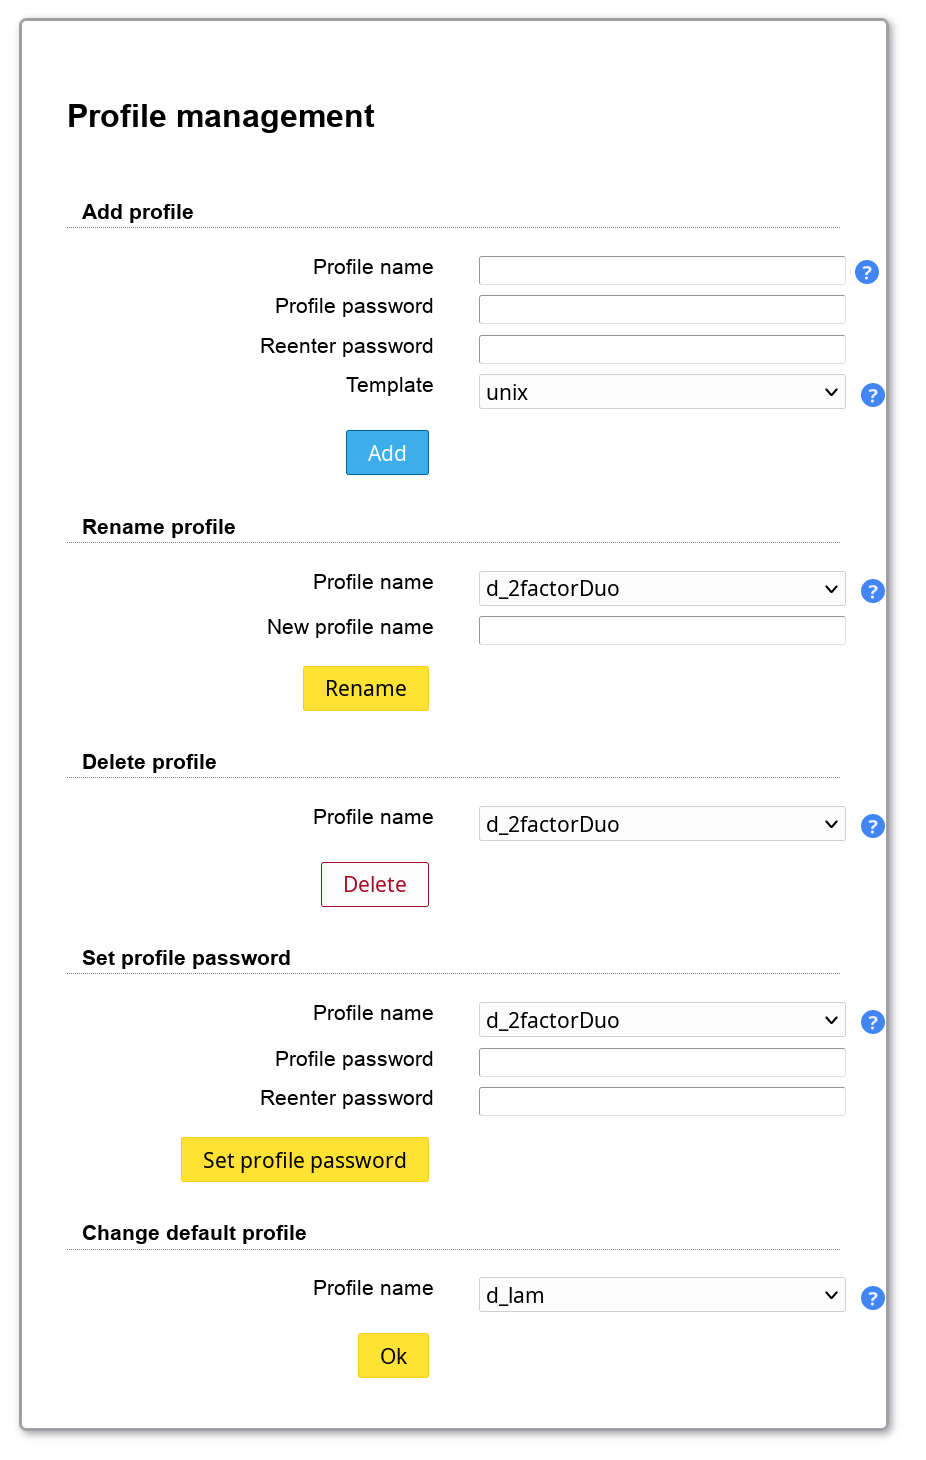 Profile management
Add profile
Profile name ?
Profile password
Reenter password
Template unix ?
Add
Rename profile
Profile name d_2factorDuo ?
New profile name
Rename
Delete profile
Profile name d_2factorDuo ?
Delete
Set profile password
Profile name d_2factorDuo ?
Profile password
Reenter password
Set profile password
Change default profile
Profile name d_lam ?
Ok